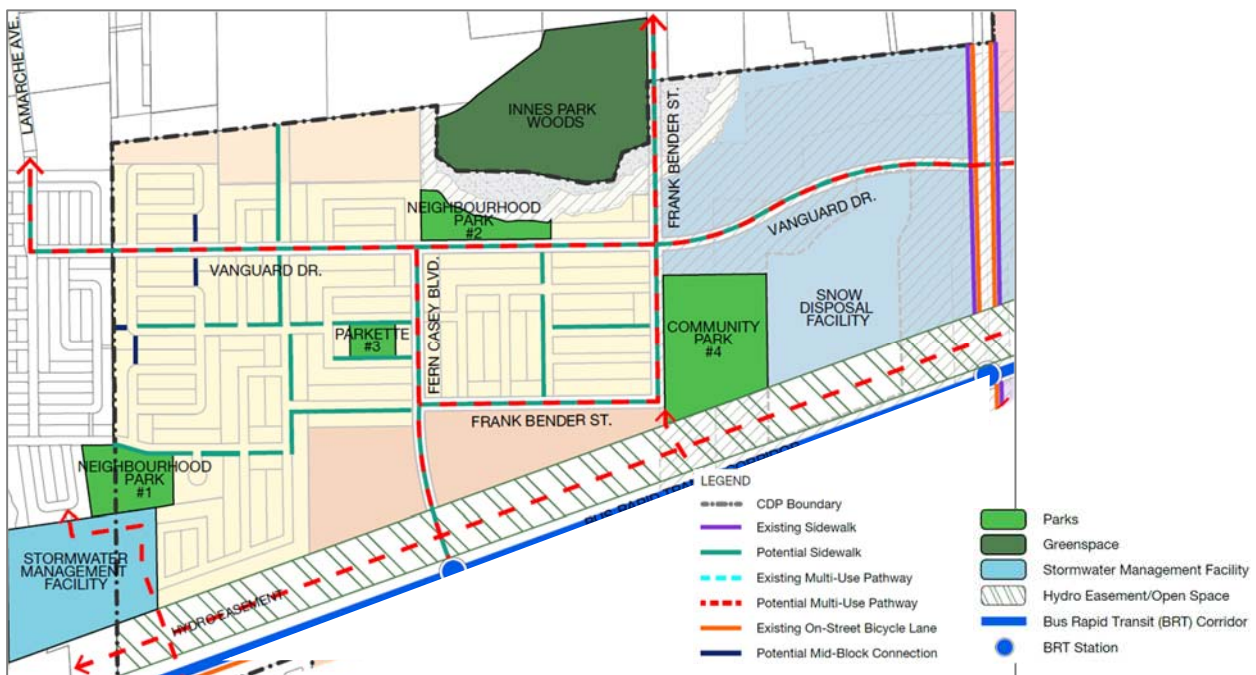 LAMARCHE AVE.
INNES PARK
WOODS
FRANK BENDER ST.
NEIGHBOURHOOD
PARK
#2
VANGUARD DR.
VANGUARD DR.
FERN CASEY BLVD.
PARKETTE
#3
COMMUNITY
PARK
#4
SNOW
DISPOSAL
FACILITY
FRANK BENDER ST.
NEIGHBOURHOOD
PARK
#1
STORMWATER
MANAGEMENT
FACILITY
HYDRO EASEMENT
LEGEND
CDP Boundary
Existing Sidewalk
Potential Sidewalk
Existing Multi-Use Pathway
Potential Multi-Use Pathway
Existing On-Street Bicycle Lane
Potential Mid-Block Connection
Parks
Greenspace
Stormwater Management Facility
Hydro Easement/Open Space
Bus Rapid Transit (BRT) Corridor
BRT Station